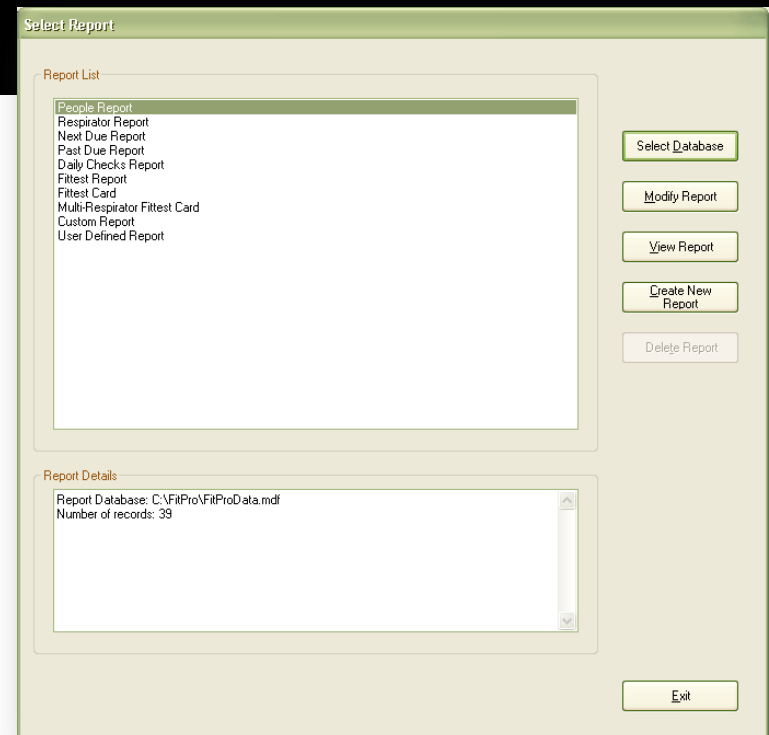 Select Report
Report List
People Report
Respirator Report
Next Due Report
Past Due Report
Daily Checks Report
Fittest Report
Fittest Card
Multi-Respirator Fittest Card
Custom Report
User Defined Report
Select Database
Modify Report
View Report
Create New
Report
Delete Report
Report Details
Report Database: C:\FitPro\FitProData.mdf
Number of records: 39
Exit